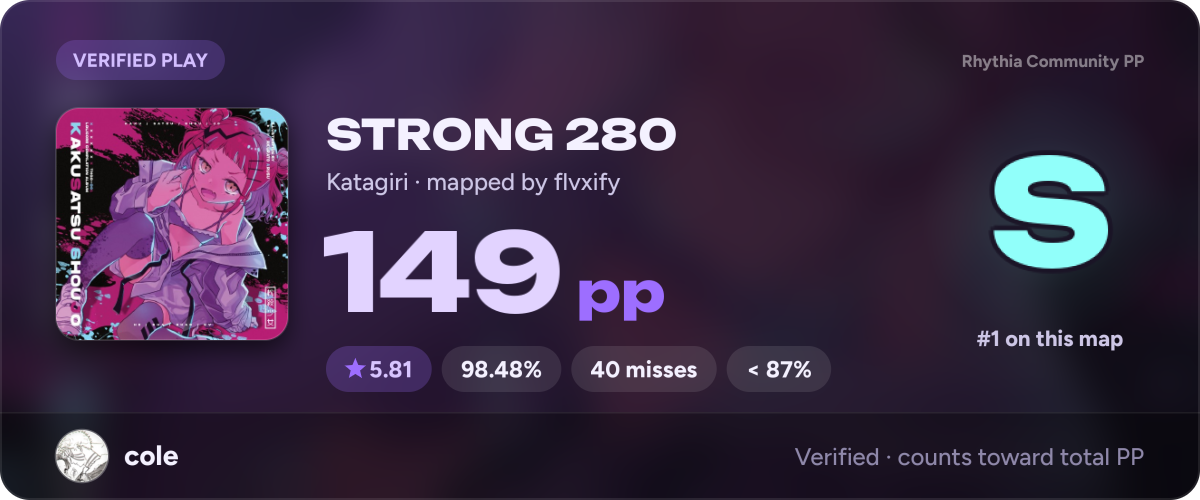 VERIFIED PLAY
Rhythia Community PP
KAKUSATSU SHOU
STRONG 280
Katagiri · mapped by flvxify
149 pp
S
#1 on this map
★ 5.81
98.48%
40 misses
< 87%
cole
Verified · counts toward total PP